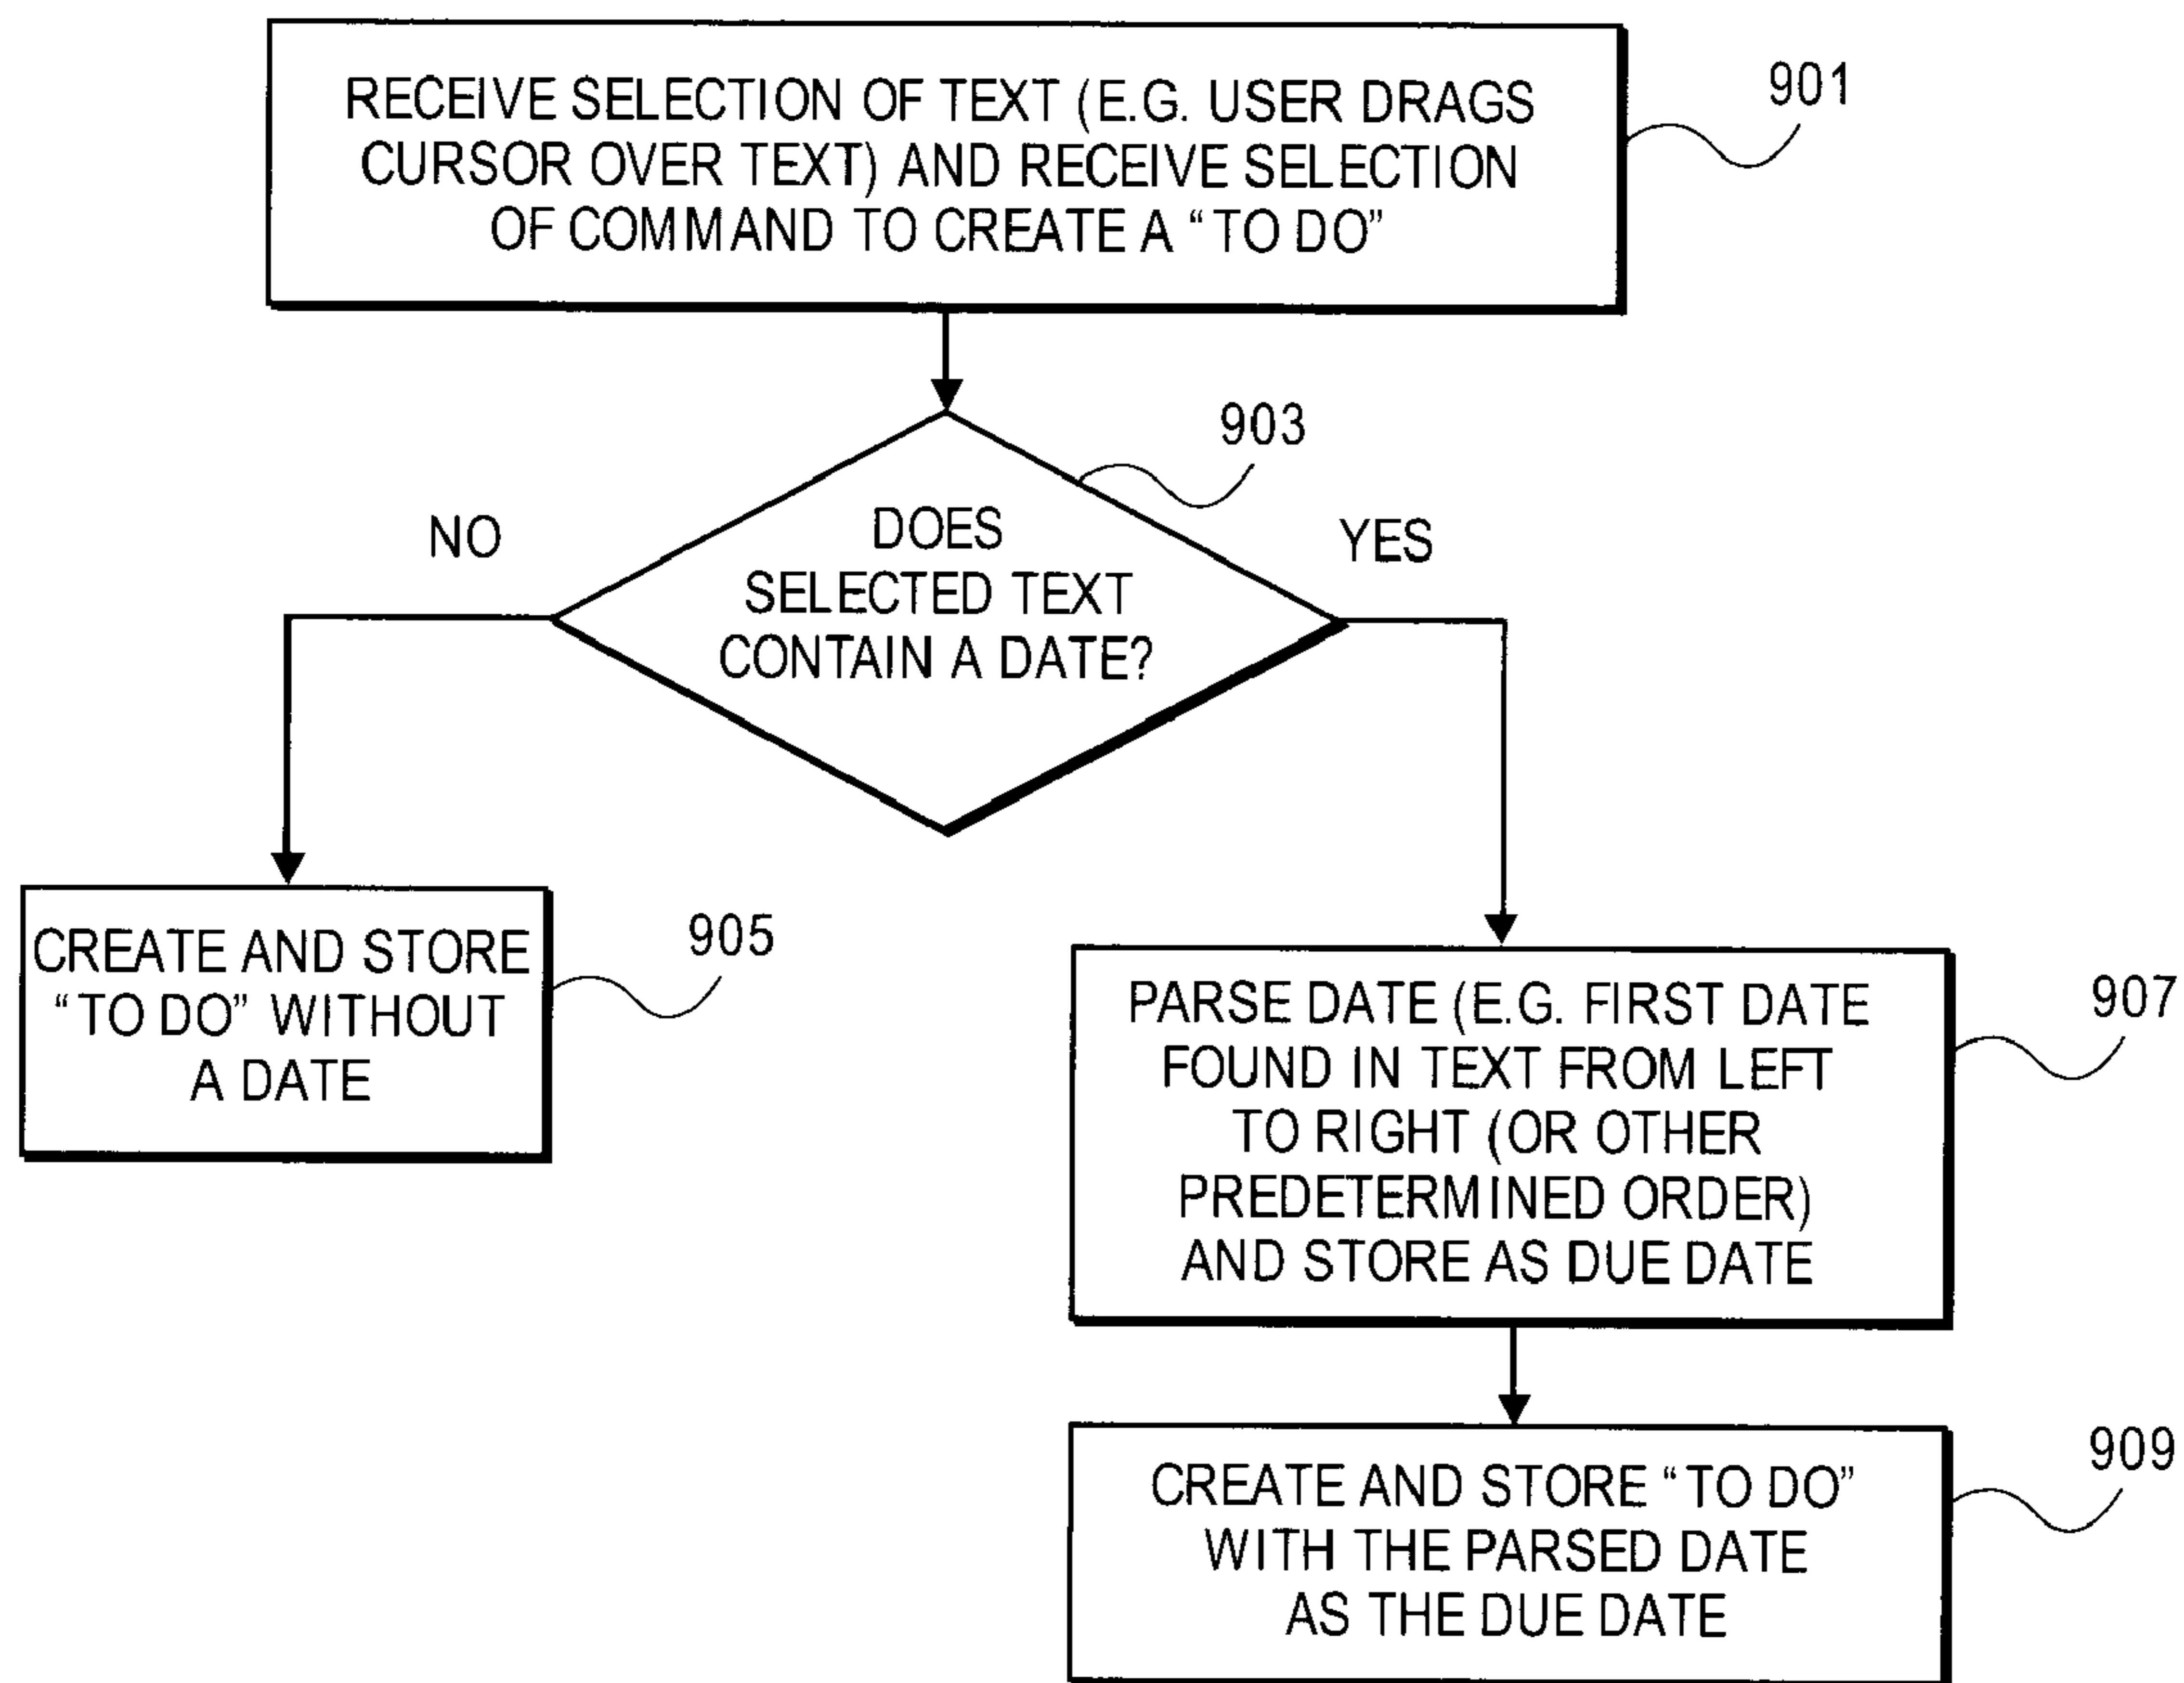 RECEIVE SELECTION OF TEXT (E.G. USER DRAGS
CURSOR OVER TEXT) AND RECEIVE SELECTION
OF COMMAND TO CREATE A “TO DO”
901
903
DOES
SELECTED TEXT
CONTAIN A DATE?
NO
YES
CREATE AND STORE
“TO DO” WITHOUT
A DATE
905
PARSE DATE (E.G. FIRST DATE
FOUND IN TEXT FROM LEFT
TO RIGHT (OR OTHER
PREDETERMINED ORDER)
AND STORE AS DUE DATE
907
CREATE AND STORE “TO DO”
WITH THE PARSED DATE
AS THE DUE DATE
909